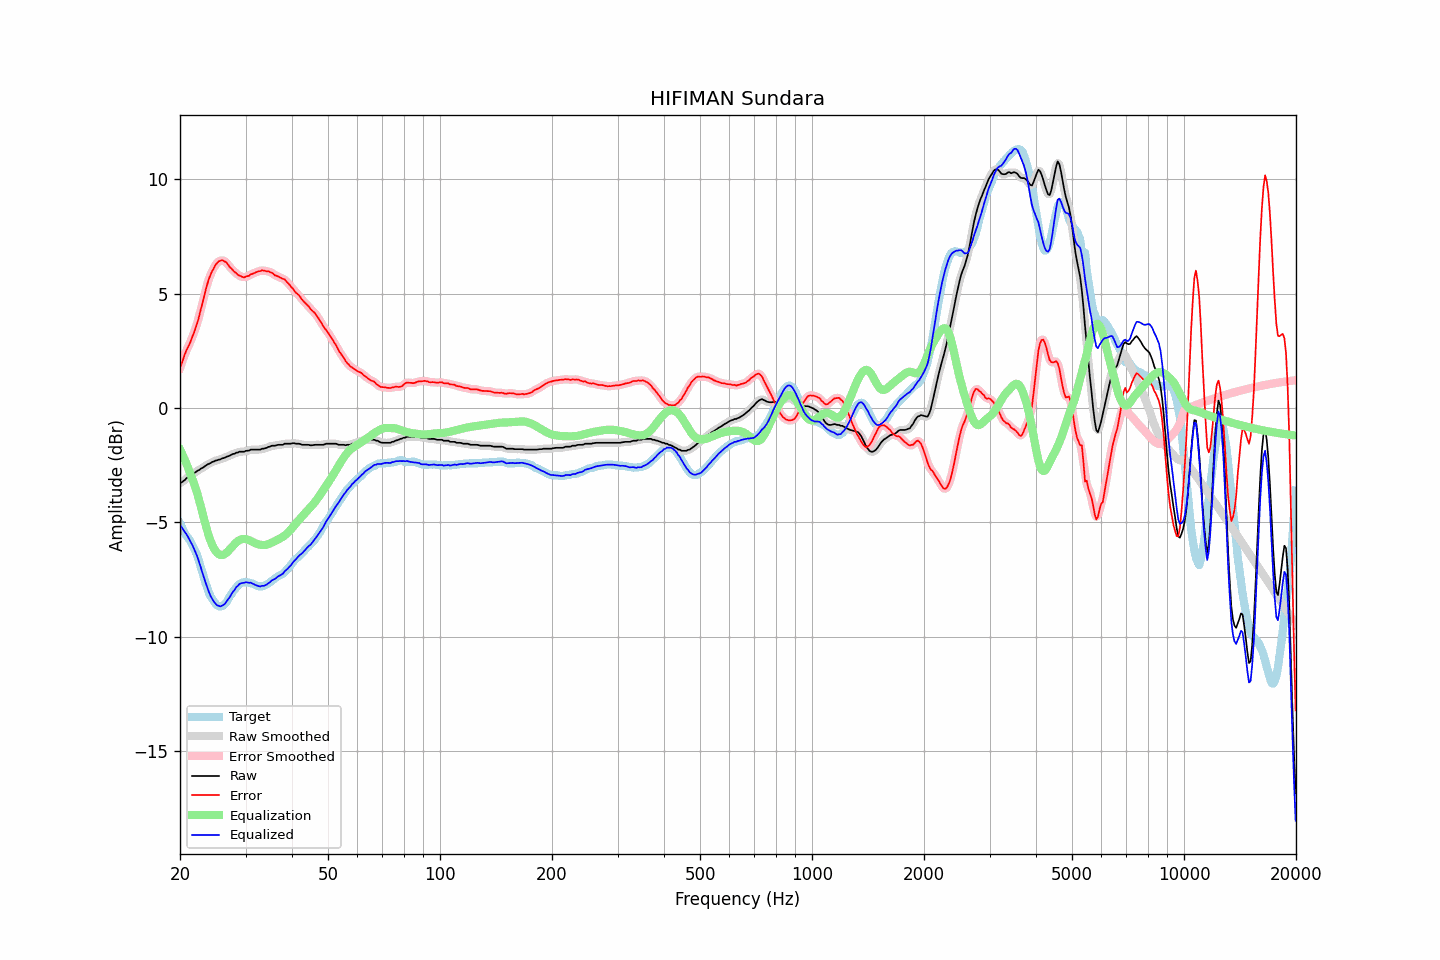 HIFIMAN Sundara
Amplitude (dBr)
10
5
0
−5
−10
−15
Target
Raw Smoothed
Error Smoothed
Raw
Error
Equalization
Equalized
20
50
100
200
500
1000
2000
5000
10000
20000
Frequency (Hz)